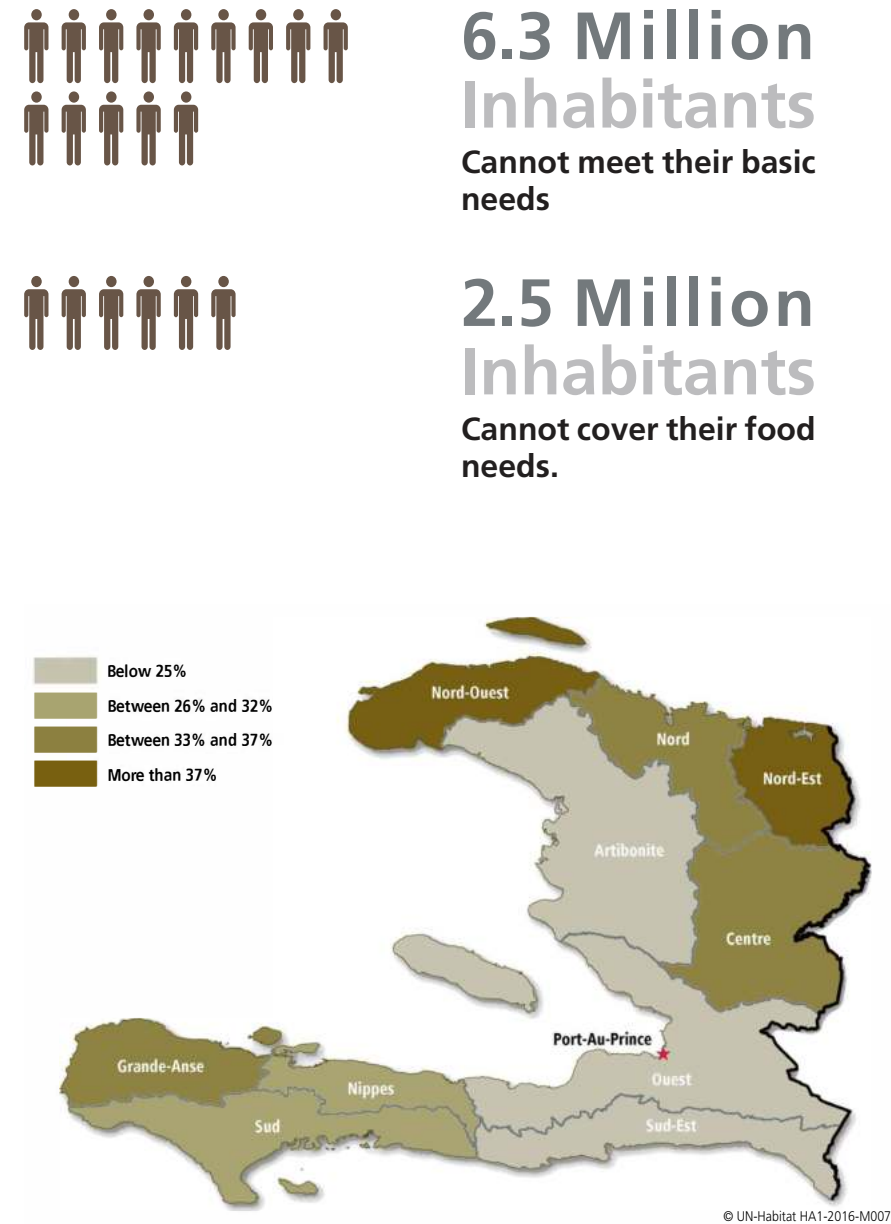 6.3 Million
Inhabitants
Cannot meet their basic
needs
2.5 Million
Inhabitants
Cannot cover their food
needs.
Below 25%
Between 26% and 32%
Between 33% and 37%
More than 37%
Nord-Ouest
Nord
Nord-Est
Artibonite
Centre
Port-Au-Prince
Grande-Anse
Ouest
Nippes
Sud
Sud-Est
© UN-Habitat HA1-2016-M007